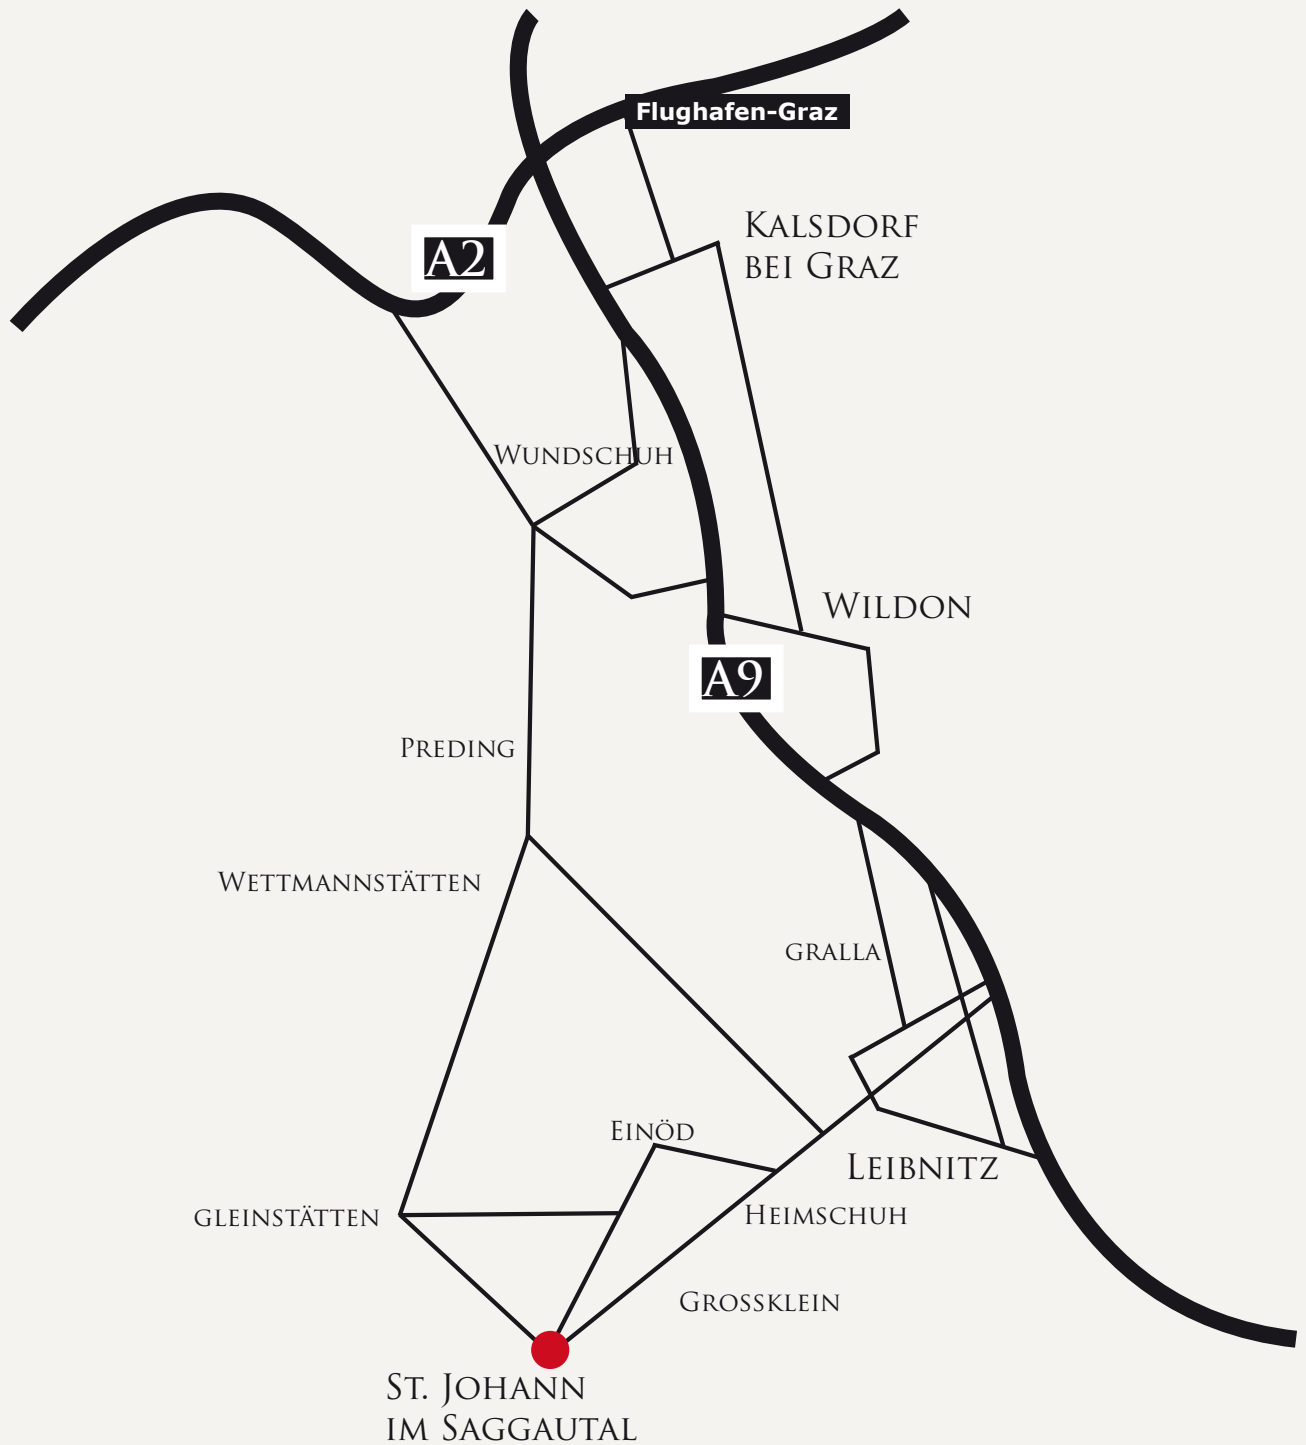 Flughafen-Graz
Kalsdorf
bei Graz
A2
Wundschuh
Wildon
A9
Preding
Wettmannstätten
gralla
Einöd
Leibnitz
gleinstätten
Heimschuh
Grossklein
St. Johann
im Saggautal